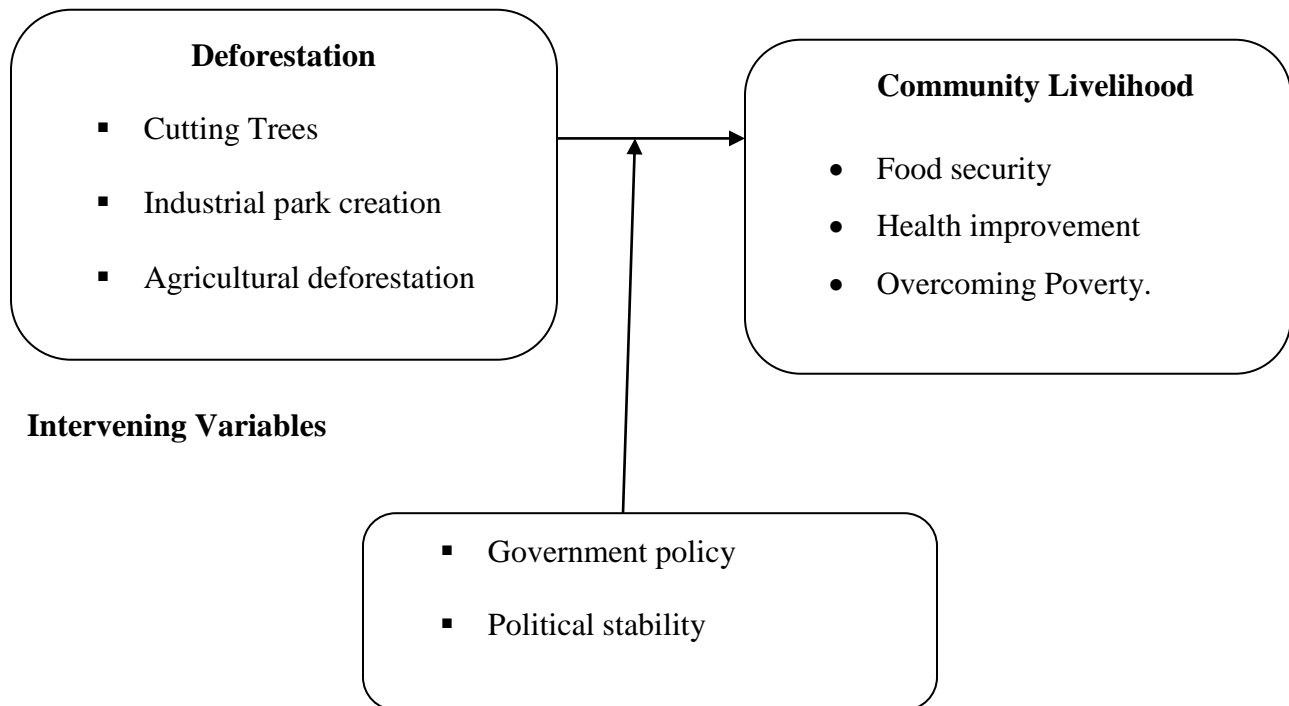 Deforestation
▪ Cutting Trees
▪ Industrial park creation
▪ Agricultural deforestation
Community Livelihood
• Food security
• Health improvement
• Overcoming Poverty.
Intervening Variables
▪ Government policy
▪ Political stability